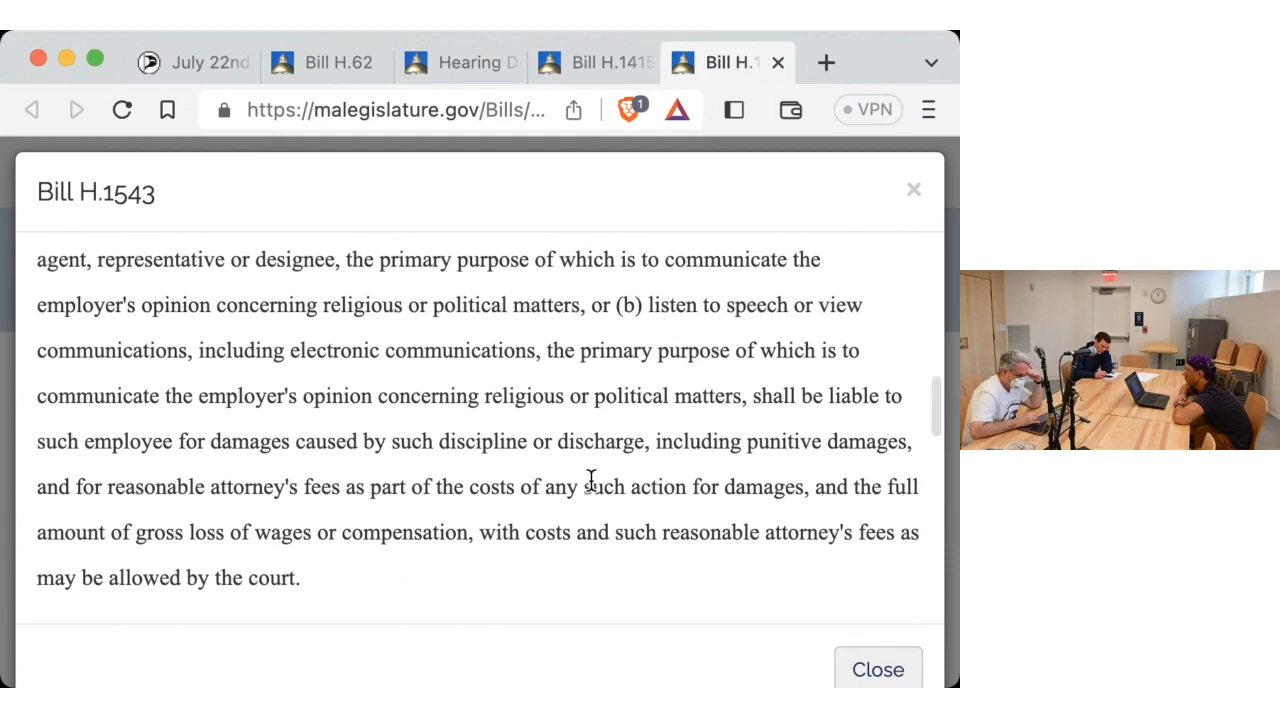 July 22nd
Bill H.62
Hearing D
Bill H.1415
Bill H.1
https://malegislature.gov/Bills/...
1
VPN
Bill H.1543
×
agent, representative or designee, the primary purpose of which is to communicate the
employer's opinion concerning religious or political matters, or (b) listen to speech or view
communications, including electronic communications, the primary purpose of which is to
communicate the employer's opinion concerning religious or political matters, shall be liable to
such employee for damages caused by such discipline or discharge, including punitive damages,
and for reasonable attorney's fees as part of the costs of any such action for damages, and the full
amount of gross loss of wages or compensation, with costs and such reasonable attorney's fees as
may be allowed by the court.
Close